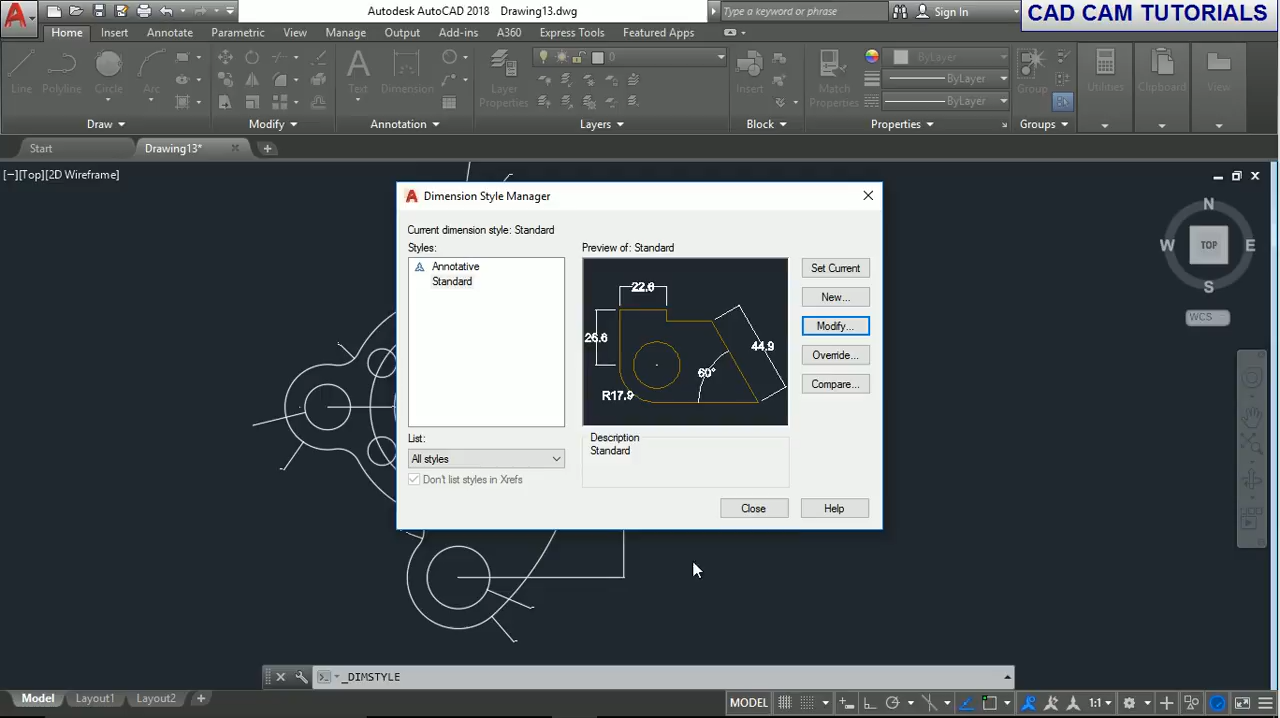 Autodesk AutoCAD 2018 Drawing13.dwg
Type a keyword or phrase
Sign In
CAD CAM TUTORIALS
Home Insert Annotate Parametric View Manage Output Add-ins A360 Express Tools Featured Apps
0
ByLayer
ByLayer
ByLayer
Line Polyline Circle Arc
Text Dimension
Layer
Properties
Insert
Match
Properties
Group
Utilities Clipboard View
Draw Modify Annotation Layers Block Properties Groups
Start Drawing13*
[−][Top][2D Wireframe]
N
W TOP E
S
WCS
Dimension Style Manager
Current dimension style: Standard
Styles:
Annotative
Standard
Preview of: Standard
22.6
26.6
44.9
60°
R17.9
Set Current
New...
Modify...
Override...
Compare...
List:
All styles
Don't list styles in Xrefs
Description
Standard
Close Help
_DIMSTYLE
Model Layout1 Layout2
MODEL
1:1